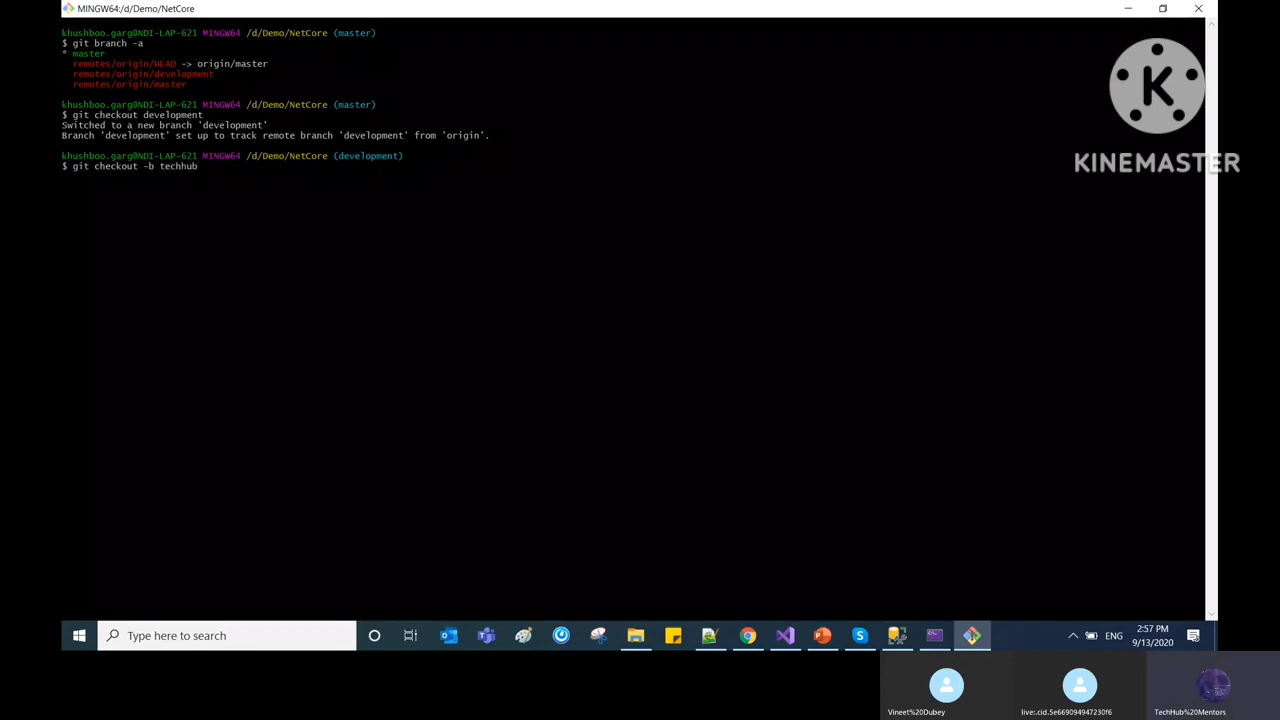 MINGW64:/d/Demo/NetCore
khushboo.garg@NDI-LAP-621 MINGW64 /d/Demo/NetCore (master)
$ git branch -a
* master
remotes/origin/HEAD -> origin/master
remotes/origin/development
remotes/origin/master
khushboo.garg@NDI-LAP-621 MINGW64 /d/Demo/NetCore (master)
$ git checkout development
Switched to a new branch 'development'
Branch 'development' set up to track remote branch 'development' from 'origin'.
khushboo.garg@NDI-LAP-621 MINGW64 /d/Demo/NetCore (development)
$ git checkout -b techhub
K
KINEMASTER
Type here to search
ENG
2:57 PM
9/13/2020
Vineet%20Dubey
live:.cid.5e669094947230f6
TechHub%20Mentors